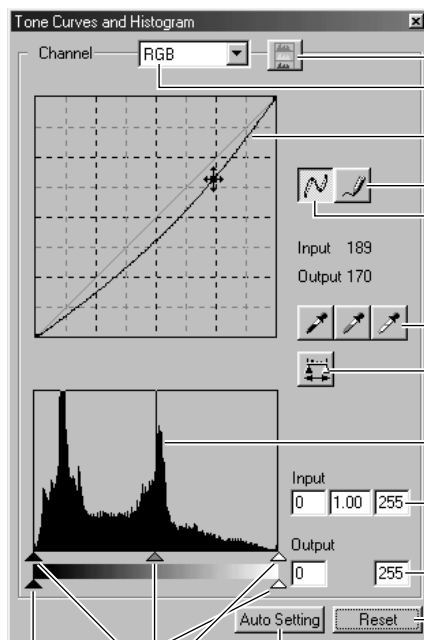 Tone Curves and Histogram
Channel RGB
Input 189
Output 170
Input
0 1.00 255
Output
0 255
Auto Setting Reset